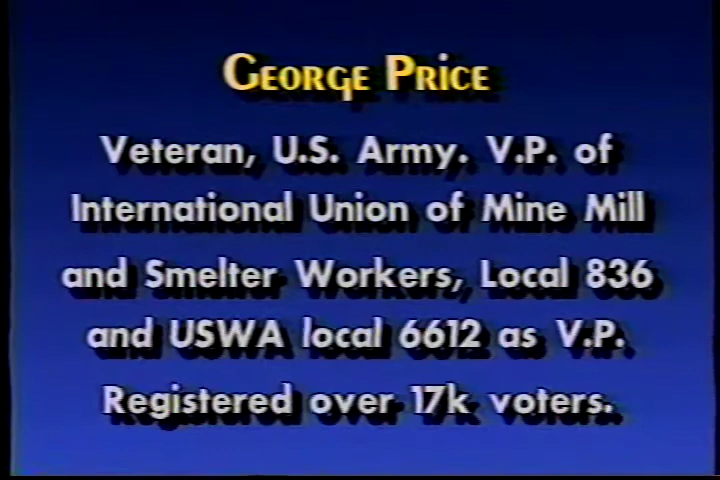 George Price
Veteran, U.S. Army. V.P. of
International Union of Mine Mill
and Smelter Workers, Local 836
and USWA local 6612 as V.P.
Registered over 17k voters.